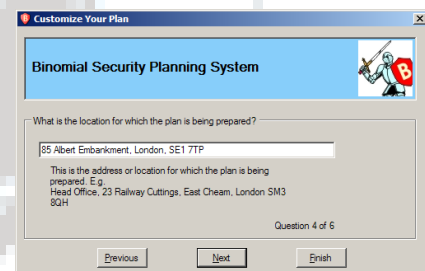 Customize Your Plan
Binomial Security Planning System
B
What is the location for which the plan is being prepared?
85 Albert Embankment, London, SE1 7TP
This is the address or location for which the plan is being
prepared. E.g.
Head Office, 23 Railway Cuttings, East Cheam, London SM3
8QH
Question 4 of 6
Previous Next Finish